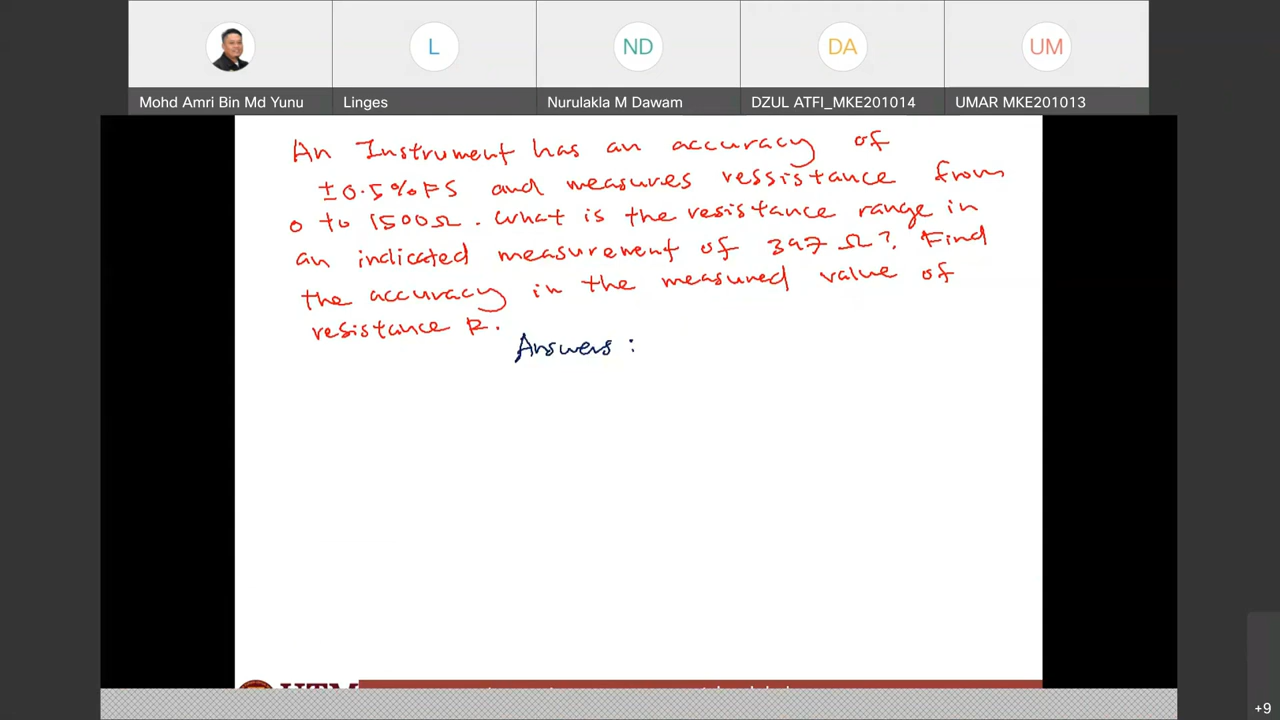 L
ND
DA
UM
Mohd Amri Bin Md Yunu
Linges
Nurulakla M Dawam
DZUL ATFI_MKE201014
UMAR MKE201013
An Instrument has an accuracy of
±0.5%FS and measures ressistance from
0 to 1500Ω. What is the resistance range in
an indicated measurement of 397 Ω? Find
the accuracy in the measured value of
resistance R.
Answers :
UTM
+9